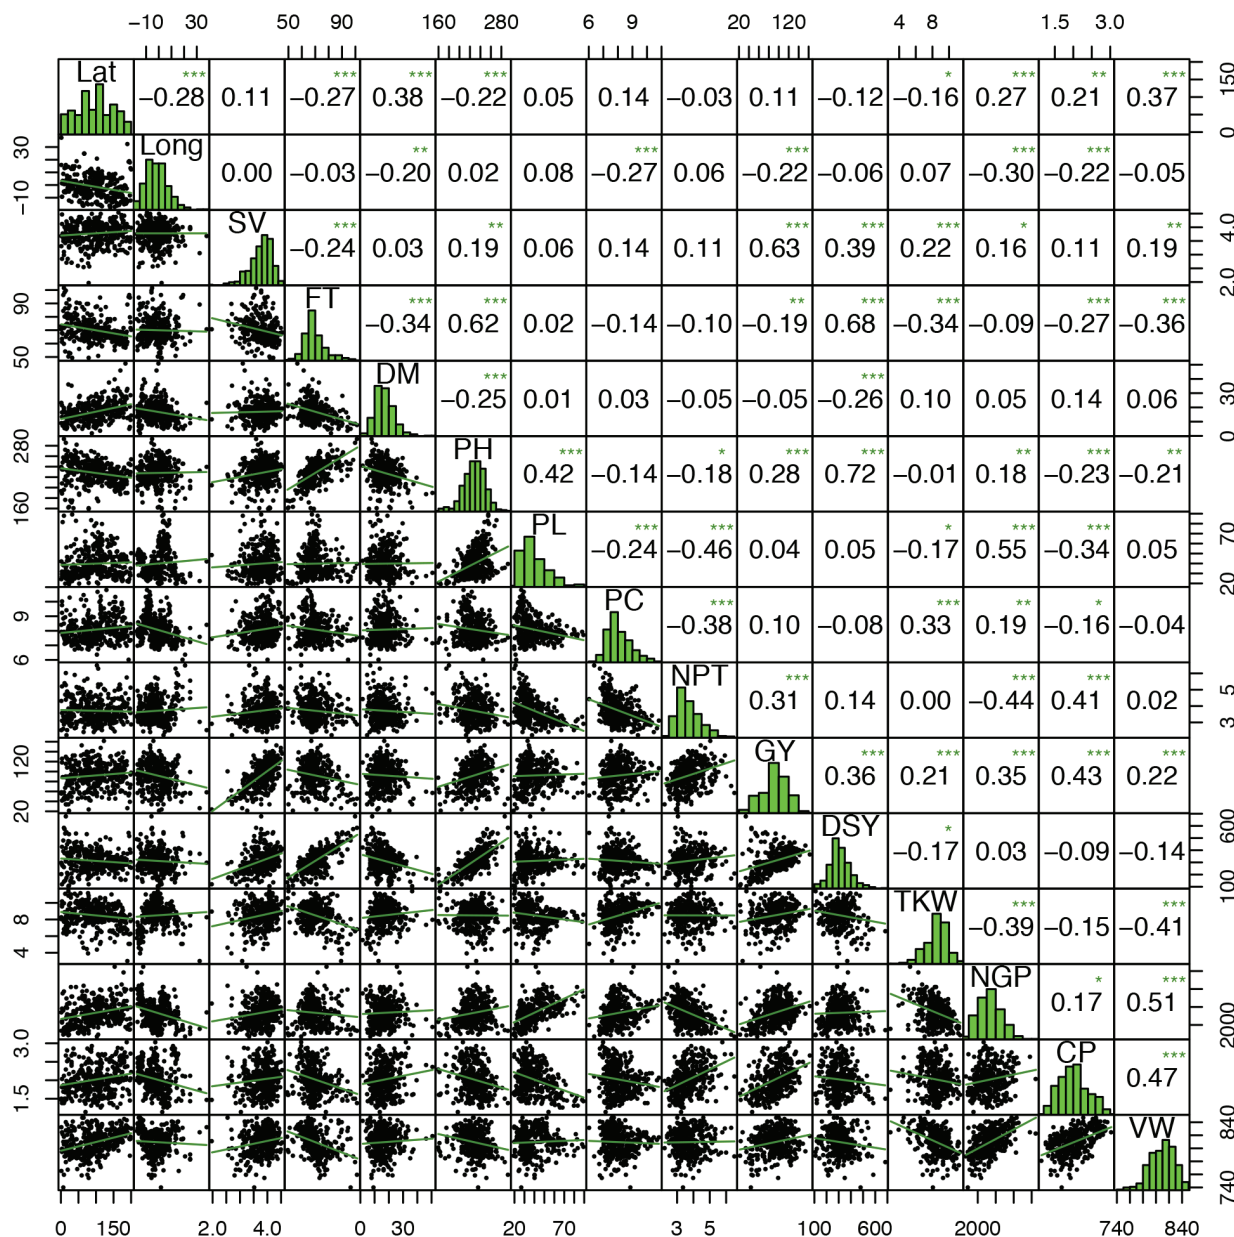 −10 30 50 90 160 280 6 9 20 120 4 8 1.5 3.0
*** *** *** *** * *** ** ***
Lat −0.28 0.11 −0.27 0.38 −0.22 0.05 0.14 −0.03 0.11 −0.12 −0.16 0.27 0.21 0.37 0 150
** *** *** *** ***
−10 30 Long 0.00 −0.03 −0.20 0.02 0.08 −0.27 0.06 −0.22 −0.06 0.07 −0.30 −0.22 −0.05
*** ** *** *** *** * **
SV −0.24 0.03 0.19 0.06 0.14 0.11 0.63 0.39 0.22 0.16 0.11 0.19 2.0 4.0
*** *** ** *** *** *** ***
50 90 FT −0.34 0.62 0.02 −0.14 −0.10 −0.19 0.68 −0.34 −0.09 −0.27 −0.36
*** ***
DM −0.25 0.01 0.03 −0.05 −0.05 −0.26 0.10 0.05 0.14 0.06 0 30
*** * *** *** ** *** **
160 280 PH 0.42 −0.14 −0.18 0.28 0.72 −0.01 0.18 −0.23 −0.21
*** *** * *** ***
PL −0.24 −0.46 0.04 0.05 −0.17 0.55 −0.34 0.05 20 70
*** *** ** *
6 9 PC −0.38 0.10 −0.08 0.33 0.19 −0.16 −0.04
*** *** ***
NPT 0.31 0.14 0.00 −0.44 0.41 0.02 3 5
*** *** *** *** ***
20 120 GY 0.36 0.21 0.35 0.43 0.22
*
DSY −0.17 0.03 −0.09 −0.14 100 600
*** ***
4 8 TKW −0.39 −0.15 −0.41
* ***
NGP 0.17 0.51 2000
***
1.5 3.0 CP 0.47
VW 740 840
0 150 2.0 4.0 0 30 20 70 3 5 100 600 2000 740 840